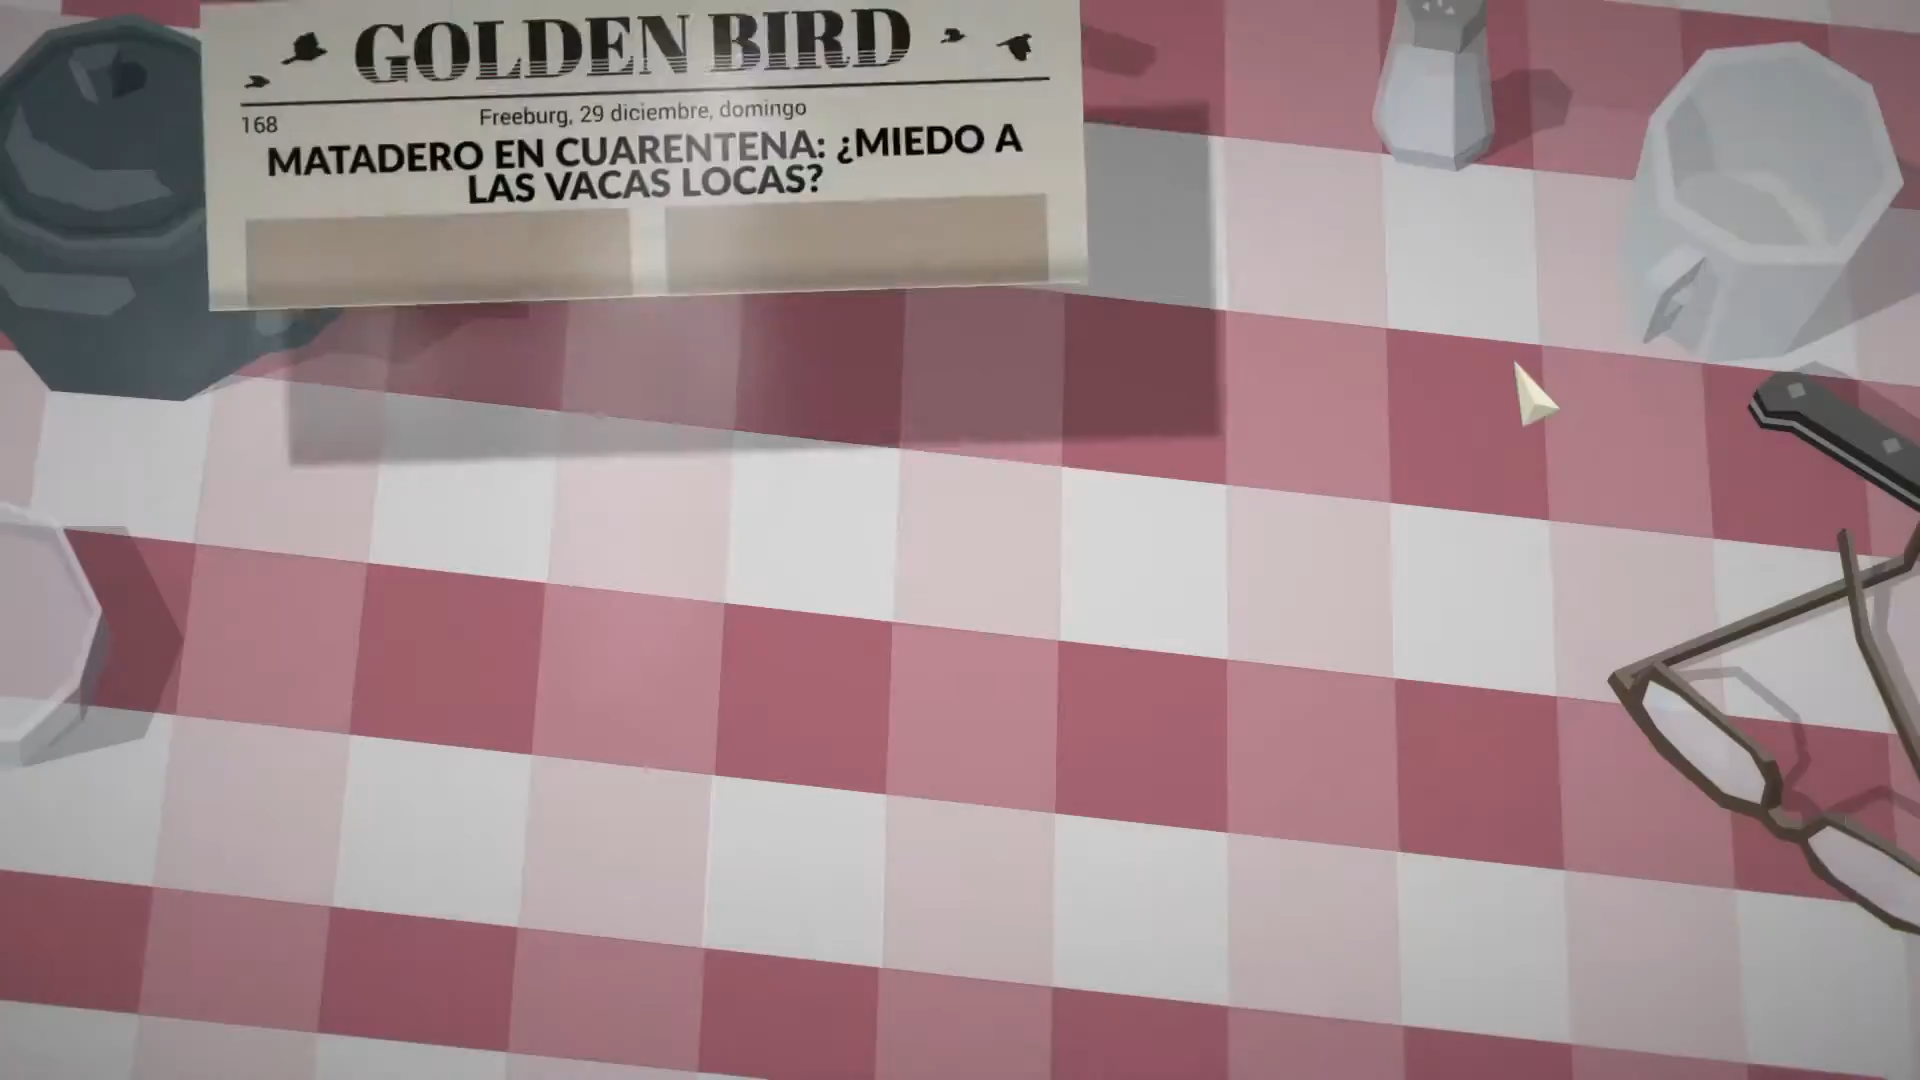 GOLDEN BIRD
Freeburg, 29 diciembre, domingo
168
MATADERO EN CUARENTENA: ¿MIEDO A
LAS VACAS LOCAS?